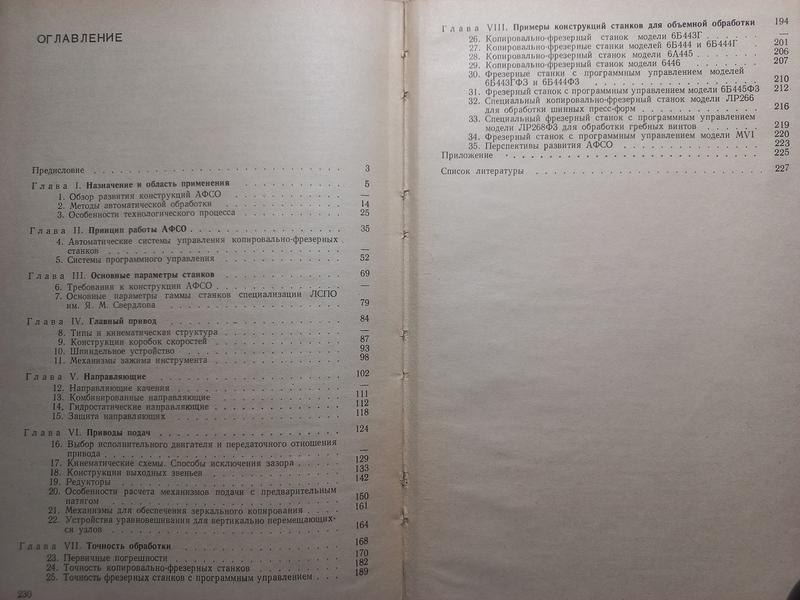 ОГЛАВЛЕНИЕ
Предисловие 3
Глава I. Назначение и область применения 5
1. Обзор развития конструкций АФСО —
2. Методы автоматической обработки 14
3. Особенности технологического процесса 25
Глава II. Принцип работы АФСО 35
4. Автоматические системы управления копировально-фрезерных
станков —
5. Системы программного управления 52
Глава III. Основные параметры станков 69
6. Требования к конструкции АФСО —
7. Основные параметры гаммы станков специализации ЛСПО
им. Я. М. Свердлова 79
Глава IV. Главный привод 84
8. Типы и кинематическая структура —
9. Конструкции коробок скоростей 87
10. Шпиндельное устройство 93
11. Механизмы зажима инструмента 98
Глава V. Направляющие 102
12. Направляющие качения —
13. Комбинированные направляющие 111
14. Гидростатические направляющие 112
15. Защита направляющих 118
Глава VI. Приводы подач 124
16. Выбор исполнительного двигателя и передаточного отношения
привода —
17. Кинематические схемы. Способы исключения зазора 129
18. Конструкции выходных звеньев 133
19. Редукторы 142
20. Особенности расчета механизмов подачи с предварительным
натягом 150
21. Механизмы для обеспечения зеркального копирования 161
22. Устройства уравновешивания для вертикально перемещающих-
ся узлов 164
Глава VII. Точность обработки 168
23. Первичные погрешности 170
24. Точность копировально-фрезерных станков 182
25. Точность фрезерных станков с программным управлением 189
230
Глава VIII. Примеры конструкций станков для объемной обработки 194
26. Копировально-фрезерный станок модели 6Б443Г —
27. Копировально-фрезерные станки моделей 6Б444 и 6Б444Г 201
28. Копировально-фрезерный станок модели 6А445 206
29. Копировально-фрезерный станок модели 6446 207
30. Фрезерные станки с программным управлением моделей
6Б443ГФ3 и 6Б444Ф3 210
31. Фрезерный станок с программным управлением модели 6Б445Ф3 212
32. Специальный копировально-фрезерный станок модели ЛР266
для обработки шинных пресс-форм 216
33. Специальный фрезерный станок с программным управлением
модели ЛР268Ф3 для обработки гребных винтов 219
34. Фрезерный станок с программным управлением модели MV1 220
35. Перспективы развития АФСО 223
Приложение 225
Список литературы 227